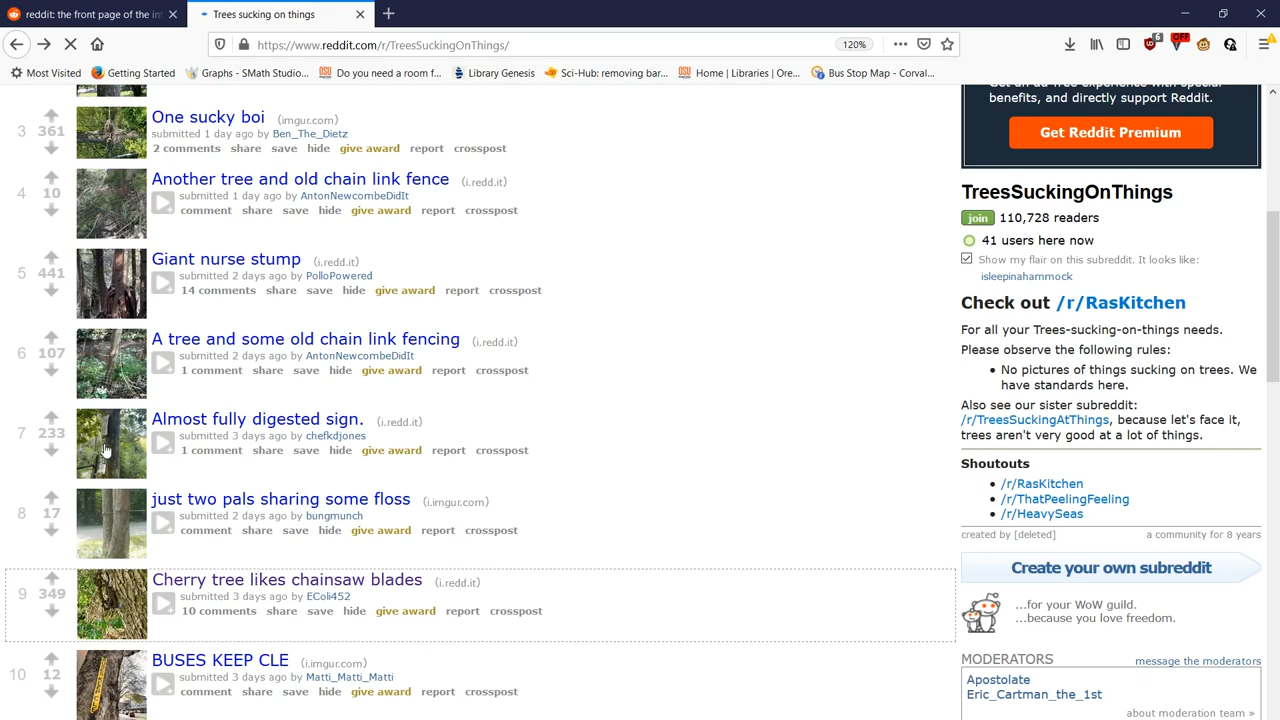 reddit: the front page of the in
Trees sucking on things
https://www.reddit.com/r/TreesSuckingOnThings/
120%
6
OFF
Most Visited
Getting Started
Graphs - SMath Studio...
Do you need a room f...
Library Genesis
Sci-Hub: removing bar...
Home | Libraries | Ore...
Bus Stop Map - Corval...
3
361
One sucky boi (imgur.com)
submitted 1 day ago by Ben_The_Dietz
2 comments share save hide give award report crosspost
4
10
Another tree and old chain link fence (i.redd.it)
submitted 1 day ago by AntonNewcombeDidIt
comment share save hide give award report crosspost
5
441
Giant nurse stump (i.redd.it)
submitted 2 days ago by PolloPowered
14 comments share save hide give award report crosspost
6
107
A tree and some old chain link fencing (i.redd.it)
submitted 2 days ago by AntonNewcombeDidIt
1 comment share save hide give award report crosspost
7
233
Almost fully digested sign. (i.redd.it)
submitted 3 days ago by chefkdjones
1 comment share save hide give award report crosspost
8
17
just two pals sharing some floss (i.imgur.com)
submitted 2 days ago by bungmunch
comment share save hide give award report crosspost
9
349
Cherry tree likes chainsaw blades (i.redd.it)
submitted 3 days ago by EColi452
10 comments share save hide give award report crosspost
10
12
BUSES KEEP CLE (i.imgur.com)
submitted 3 days ago by Matti_Matti_Matti
comment share save hide give award report crosspost
benefits, and directly support Reddit.
Get Reddit Premium
TreesSuckingOnThings
join 110,728 readers
41 users here now
Show my flair on this subreddit. It looks like:
isleepinahammock
Check out /r/RasKitchen
For all your Trees-sucking-on-things needs.
Please observe the following rules:
No pictures of things sucking on trees. We
have standards here.
Also see our sister subreddit:
/r/TreesSuckingAtThings, because let's face it,
trees aren't very good at a lot of things.
Shoutouts
/r/RasKitchen
/r/ThatPeelingFeeling
/r/HeavySeas
created by [deleted] a community for 8 years
Create your own subreddit
...for your WoW guild.
...because you love freedom.
MODERATORS message the moderators
Apostolate
Eric_Cartman_the_1st
about moderation team »